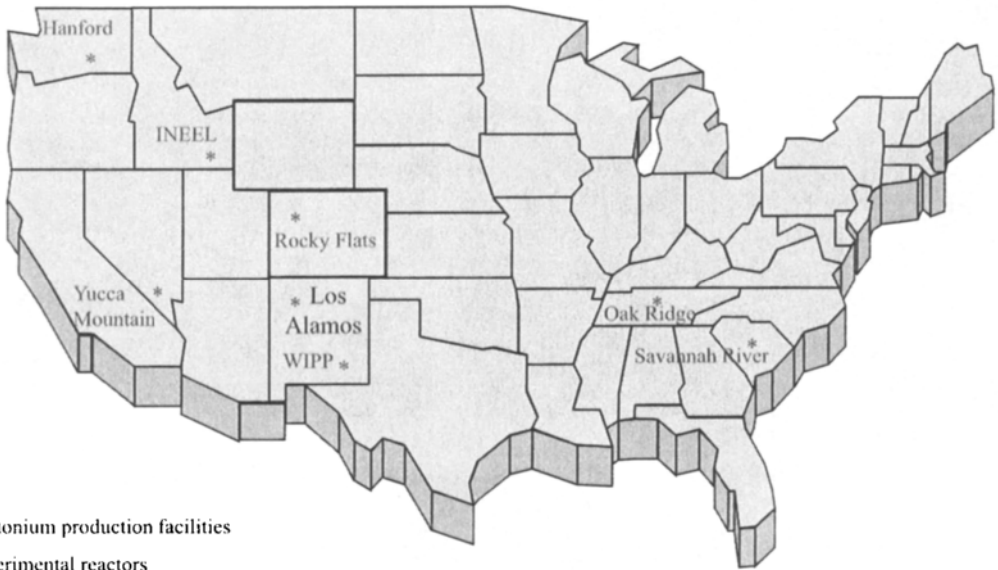 Hanford
*
INEEL
*
*
Rocky Flats
Yucca *
Mountain
* Los
Alamos
WIPP *
*
Oak Ridge
*
Savannah River
onium production facilities
erimental reactors